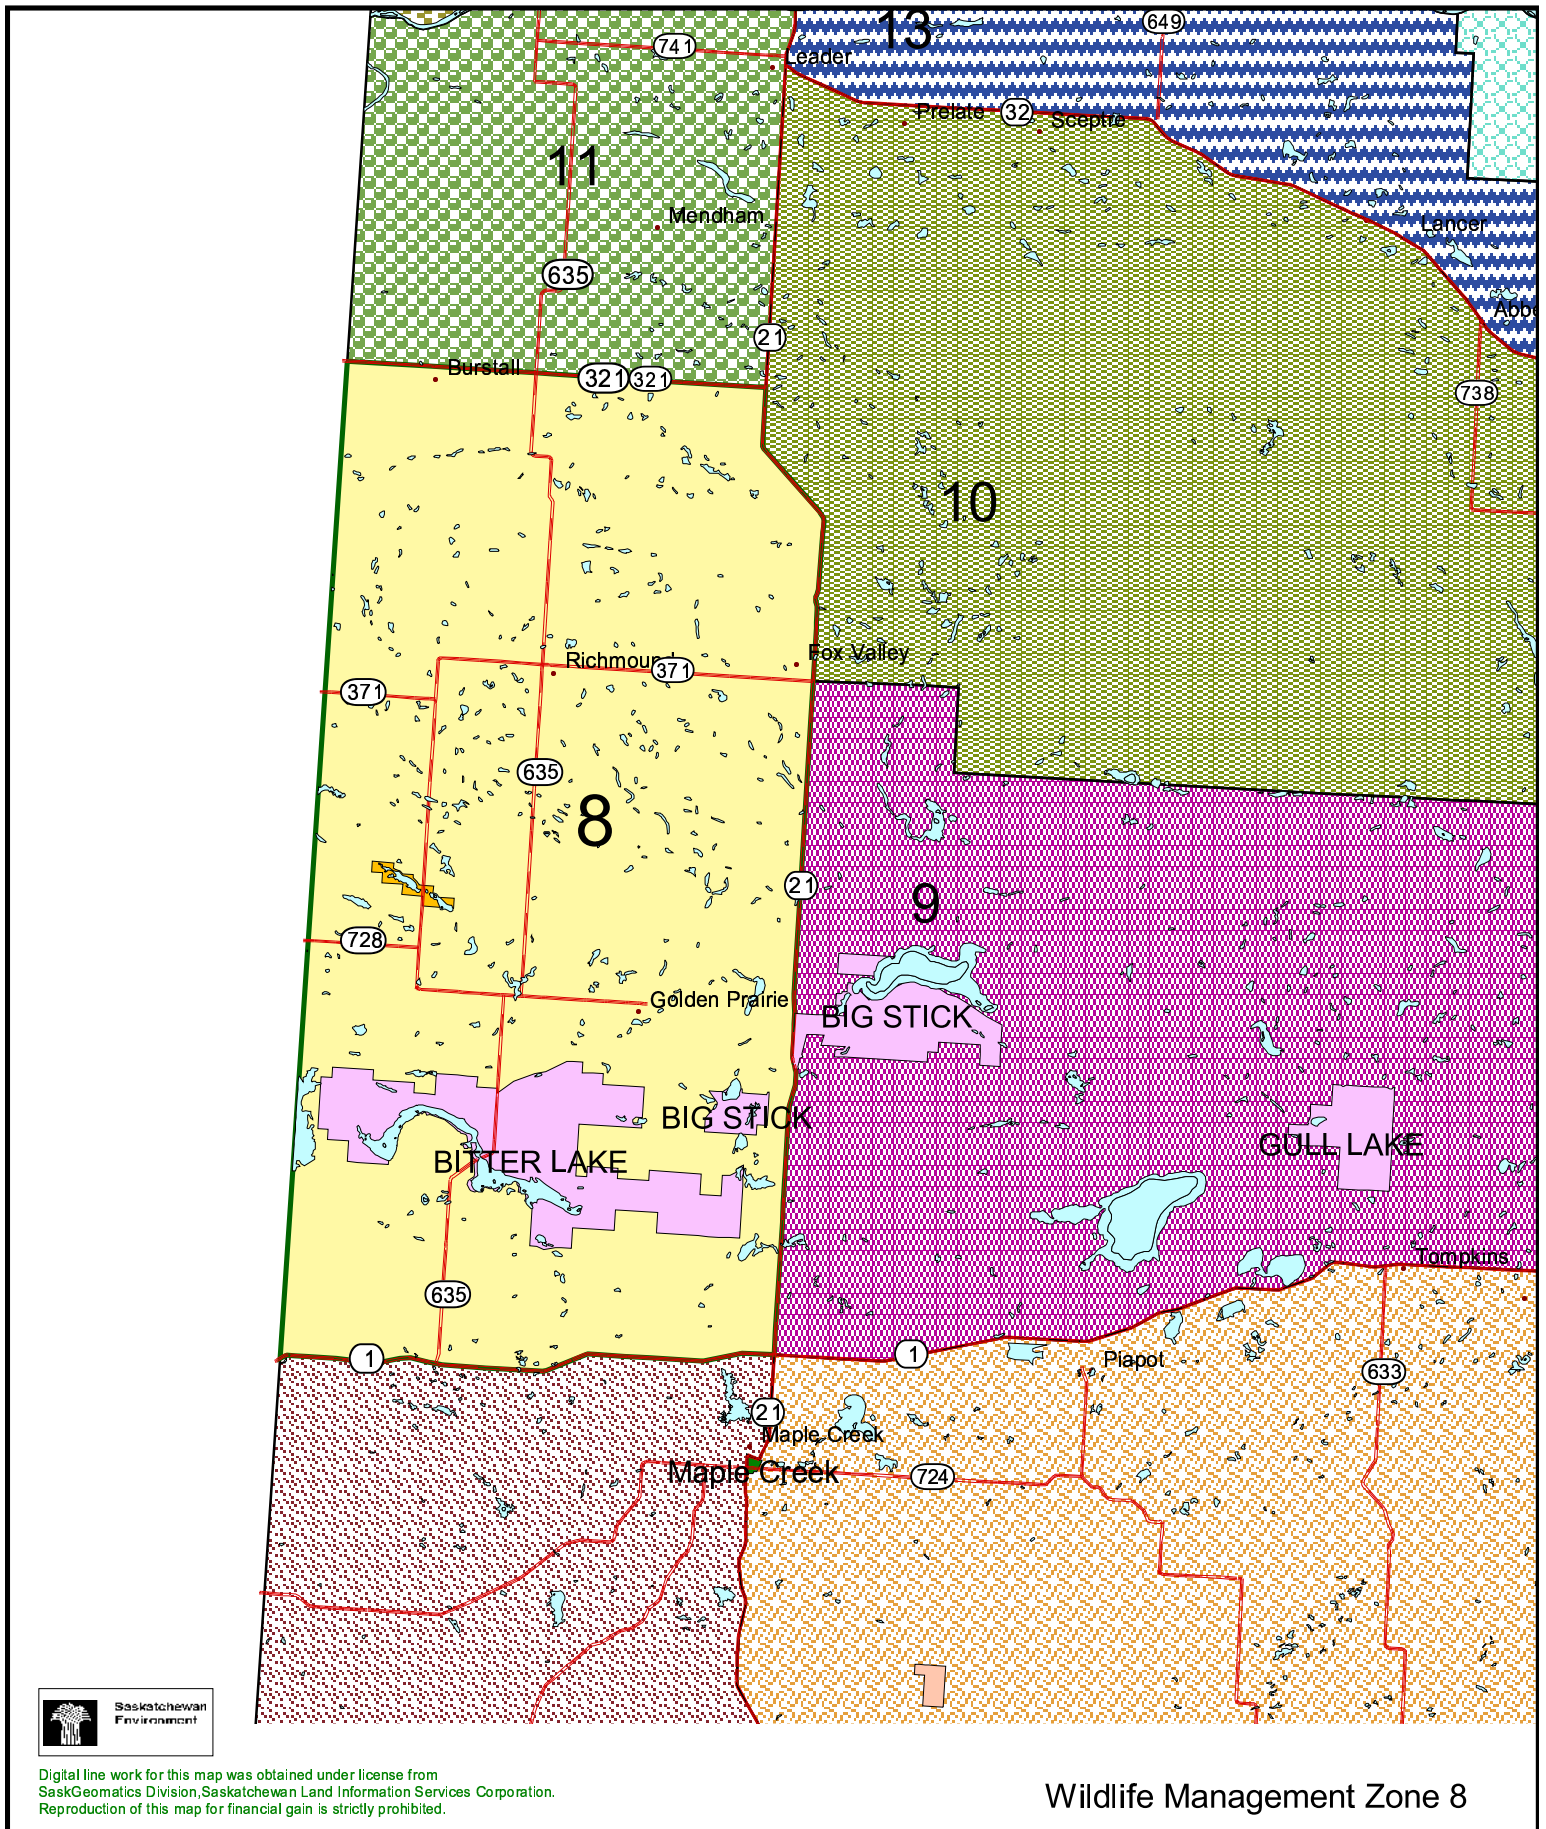 13
649
741
Leader
Prelate
32
Sceptre
11
Mendham
Lancer
635
Abbe
21
Burstall
321
321
738
10
Fox Valley
Richmound
371
371
635
8
21
9
728
Golden Prairie
BIG STICK
BIG STICK
GULL LAKE
BITTER LAKE
Tompkins
635
1
1
Piapot
633
21
Maple Creek
Maple Creek
724
Saskatchewan
Environment
Digital line work for this map was obtained under license from
SaskGeomatics Division,Saskatchewan Land Information Services Corporation.
Reproduction of this map for financial gain is strictly prohibited.
Wildlife Management Zone 8